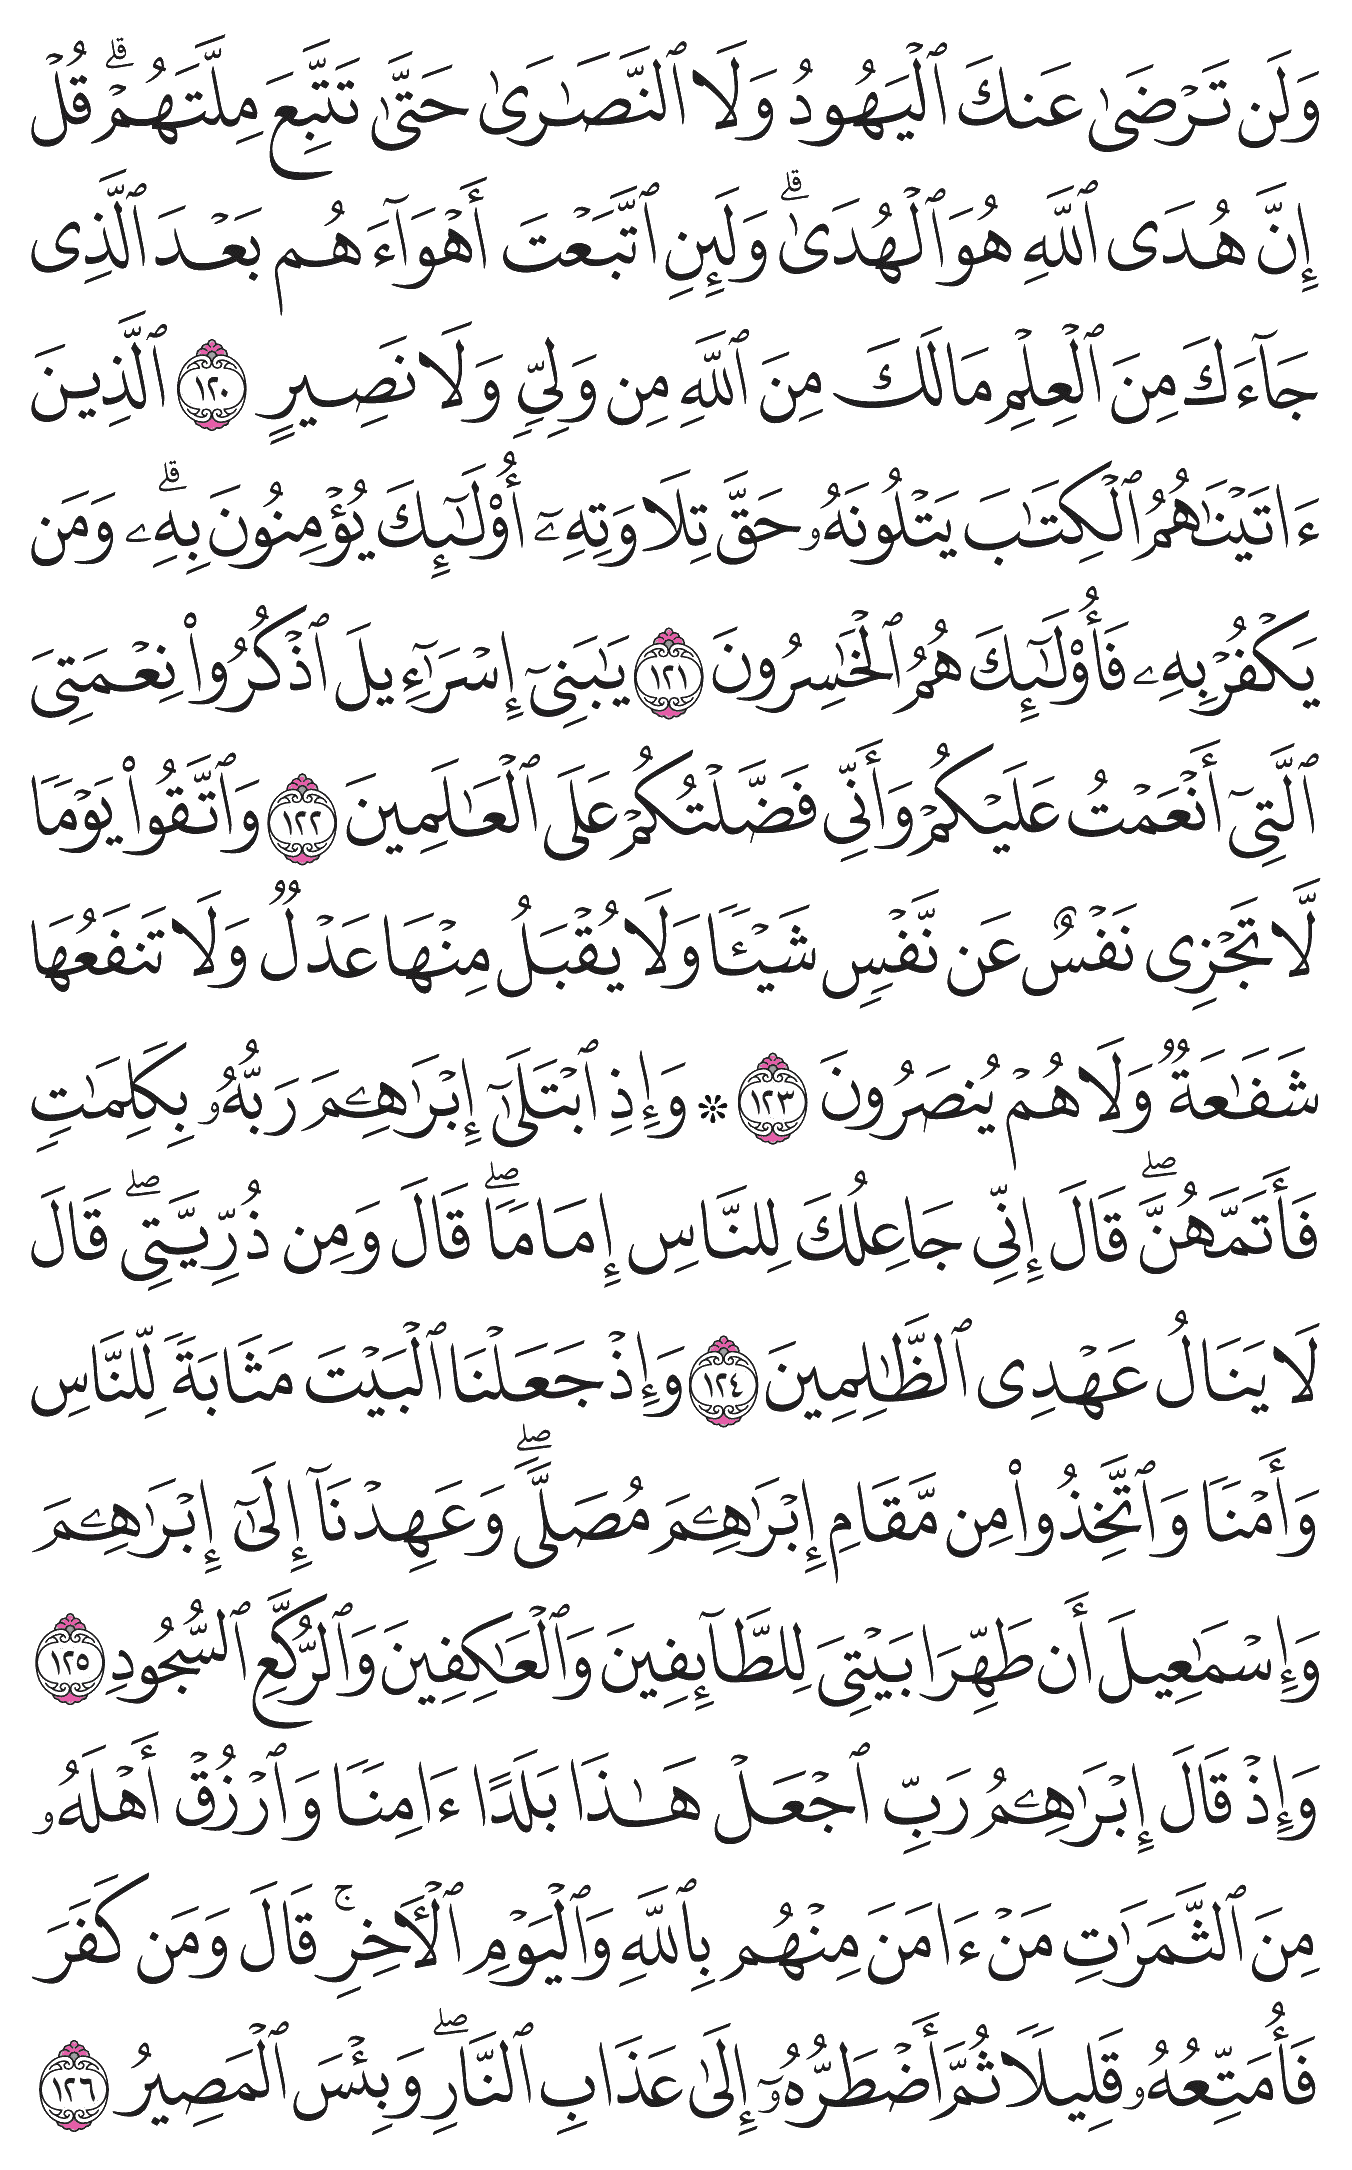 وَلَن تَرْضَىٰ عَنكَ ٱلْيَهُودُ وَلَا ٱلنَّصَـٰرَىٰ حَتَّىٰ تَتَّبِعَ مِلَّتَهُمْ ۗ قُلْ
إِنَّ هُدَى ٱللَّهِ هُوَ ٱلْهُدَىٰ ۗ وَلَئِنِ ٱتَّبَعْتَ أَهْوَآءَهُم بَعْدَ ٱلَّذِى
جَآءَكَ مِنَ ٱلْعِلْمِ مَا لَكَ مِنَ ٱللَّهِ مِن وَلِىٍّ وَلَا نَصِيرٍ ١٢٠ ٱلَّذِينَ
ءَاتَيْنَـٰهُمُ ٱلْكِتَـٰبَ يَتْلُونَهُۥ حَقَّ تِلَاوَتِهِۦٓ أُو۟لَـٰٓئِكَ يُؤْمِنُونَ بِهِۦ ۗ وَمَن
يَكْفُرْ بِهِۦ فَأُو۟لَـٰٓئِكَ هُمُ ٱلْخَـٰسِرُونَ ١٢١ يَـٰبَنِىٓ إِسْرَٰٓءِيلَ ٱذْكُرُوا۟ نِعْمَتِىَ
ٱلَّتِىٓ أَنْعَمْتُ عَلَيْكُمْ وَأَنِّى فَضَّلْتُكُمْ عَلَى ٱلْعَـٰلَمِينَ ١٢٢ وَٱتَّقُوا۟ يَوْمًا
لَّا تَجْزِى نَفْسٌ عَن نَّفْسٍ شَيْـًٔا وَلَا يُقْبَلُ مِنْهَا عَدْلٌ وَلَا تَنفَعُهَا
شَفَـٰعَةٌ وَلَا هُمْ يُنصَرُونَ ١٢٣ ۞ وَإِذِ ٱبْتَلَىٰٓ إِبْرَٰهِـۧمَ رَبُّهُۥ بِكَلِمَـٰتٍ
فَأَتَمَّهُنَّ ۖ قَالَ إِنِّى جَاعِلُكَ لِلنَّاسِ إِمَامًا ۖ قَالَ وَمِن ذُرِّيَّتِى ۖ قَالَ
لَا يَنَالُ عَهْدِى ٱلظَّـٰلِمِينَ ١٢٤ وَإِذْ جَعَلْنَا ٱلْبَيْتَ مَثَابَةً لِّلنَّاسِ
وَأَمْنًا وَٱتَّخِذُوا۟ مِن مَّقَامِ إِبْرَٰهِـۧمَ مُصَلًّى ۖ وَعَهِدْنَآ إِلَىٰٓ إِبْرَٰهِـۧمَ
وَإِسْمَـٰعِيلَ أَن طَهِّرَا بَيْتِىَ لِلطَّآئِفِينَ وَٱلْعَـٰكِفِينَ وَٱلرُّكَّعِ ٱلسُّجُودِ ١٢٥
وَإِذْ قَالَ إِبْرَٰهِـۧمُ رَبِّ ٱجْعَلْ هَـٰذَا بَلَدًا ءَامِنًا وَٱرْزُقْ أَهْلَهُۥ
مِنَ ٱلثَّمَرَٰتِ مَنْ ءَامَنَ مِنْهُم بِٱللَّهِ وَٱلْيَوْمِ ٱلْـَٔاخِرِ ۚ قَالَ وَمَن كَفَرَ
فَأُمَتِّعُهُۥ قَلِيلًا ثُمَّ أَضْطَرُّهُۥٓ إِلَىٰ عَذَابِ ٱلنَّارِ ۖ وَبِئْسَ ٱلْمَصِيرُ ١٢٦